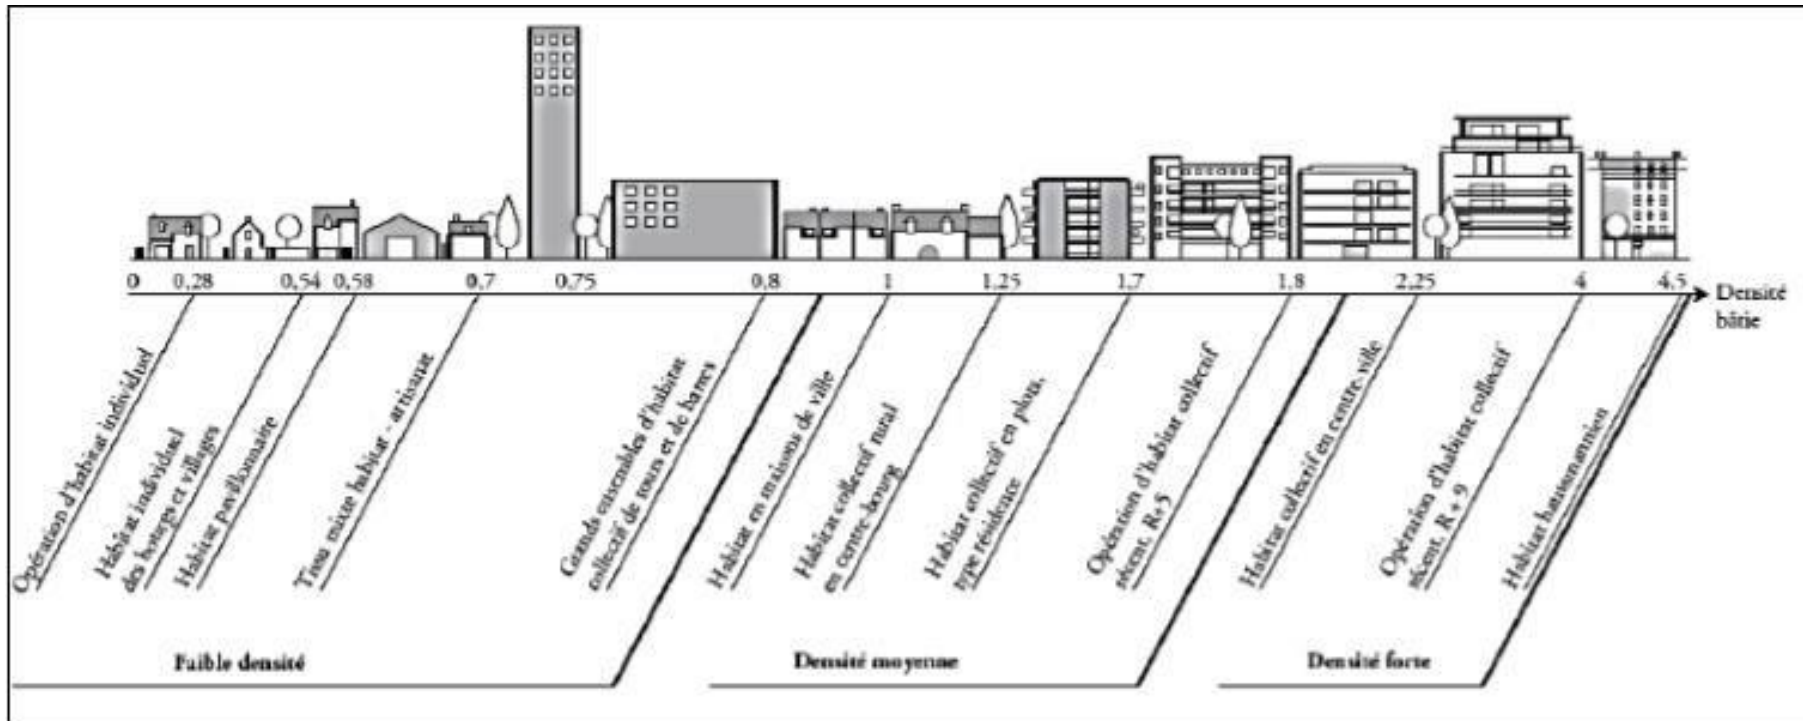 0 0,28 0,54 0,58 0,7 0,75 0,8 1 1,25 1,7 1,8 2,25 4 4,5
Densité
bâtie
Opération d'habitat individuel
Habitat individuel
des bourgs et villages
Habitat pavillonnaire
Tissu mixte habitat - artisanat
Grands ensembles d'habitat
collectif de tours et de barres
Habitat en maisons de ville
Habitat collectif rural
en centre-bourg
Habitat collectif en plots,
type résidence
Opération d'habitat collectif
récent, R+5
Habitat collectif en centre-ville
Opération d'habitat collectif
récent, R + 9
Habitat haussmannien
Faible densité
Densité moyenne
Densité forte